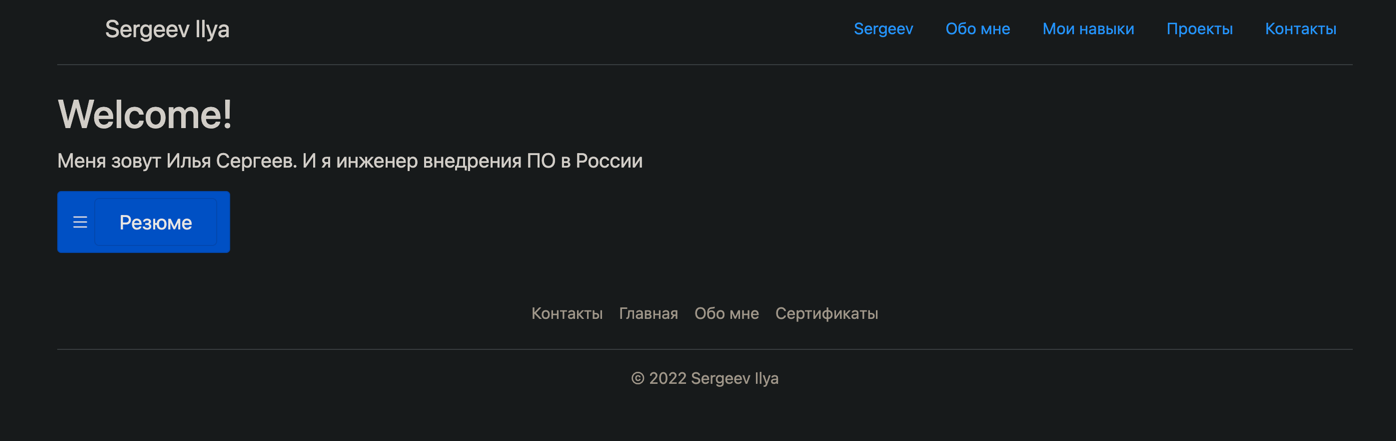 Sergeev Ilya
Sergeev Обо мне Мои навыки Проекты Контакты
Welcome!
Меня зовут Илья Сергеев. И я инженер внедрения ПО в России
Резюме
Контакты Главная Обо мне Сертификаты
© 2022 Sergeev Ilya